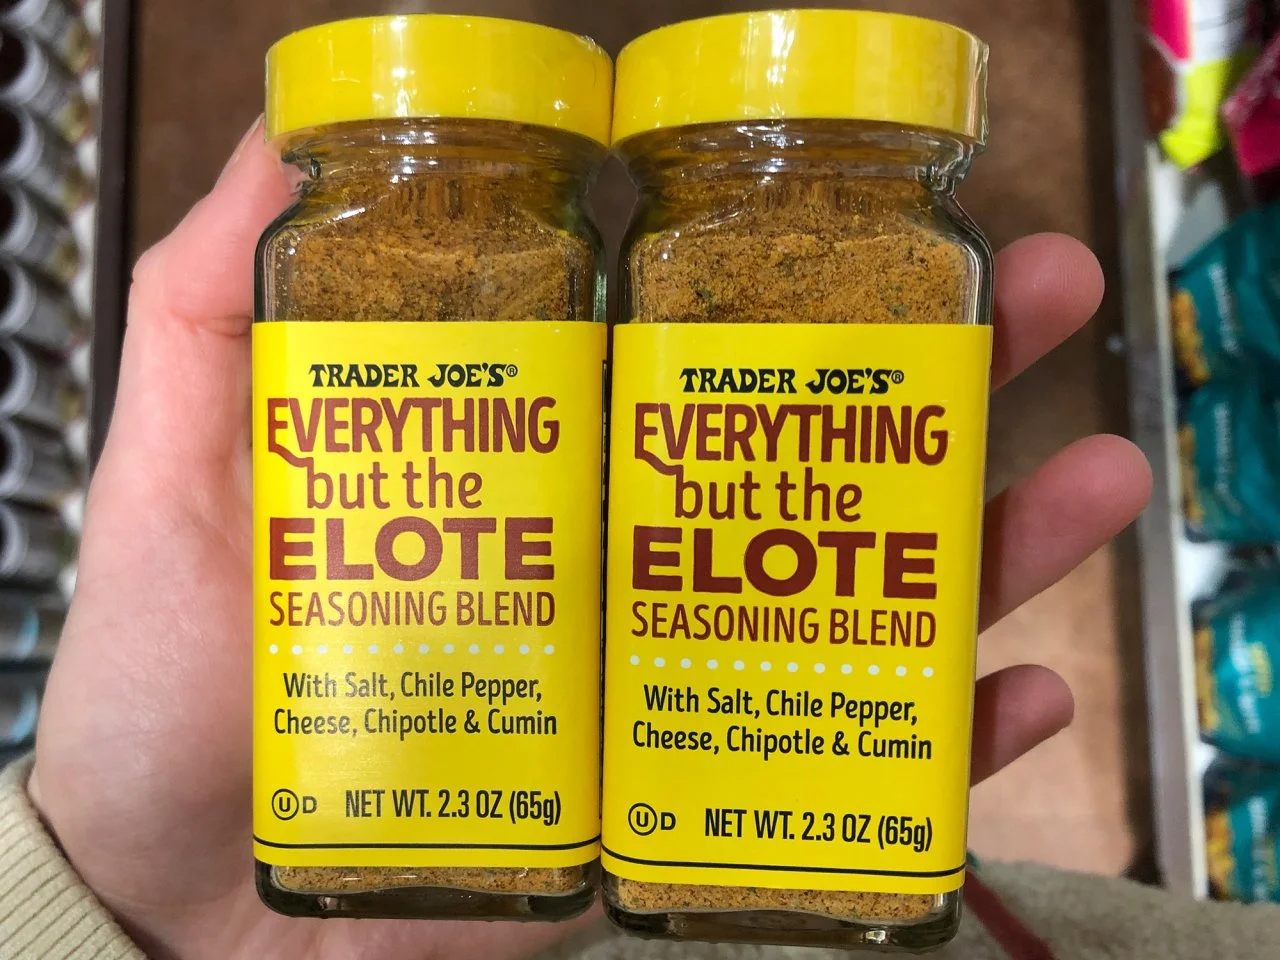 TRADER JOE'S®
EVERYTHING
but the
ELOTE
SEASONING BLEND
With Salt, Chile Pepper,
Cheese, Chipotle & Cumin
U D NET WT. 2.3 OZ (65g)
TRADER JOE'S®
EVERYTHING
but the
ELOTE
SEASONING BLEND
With Salt, Chile Pepper,
Cheese, Chipotle & Cumin
U D NET WT. 2.3 OZ (65g)